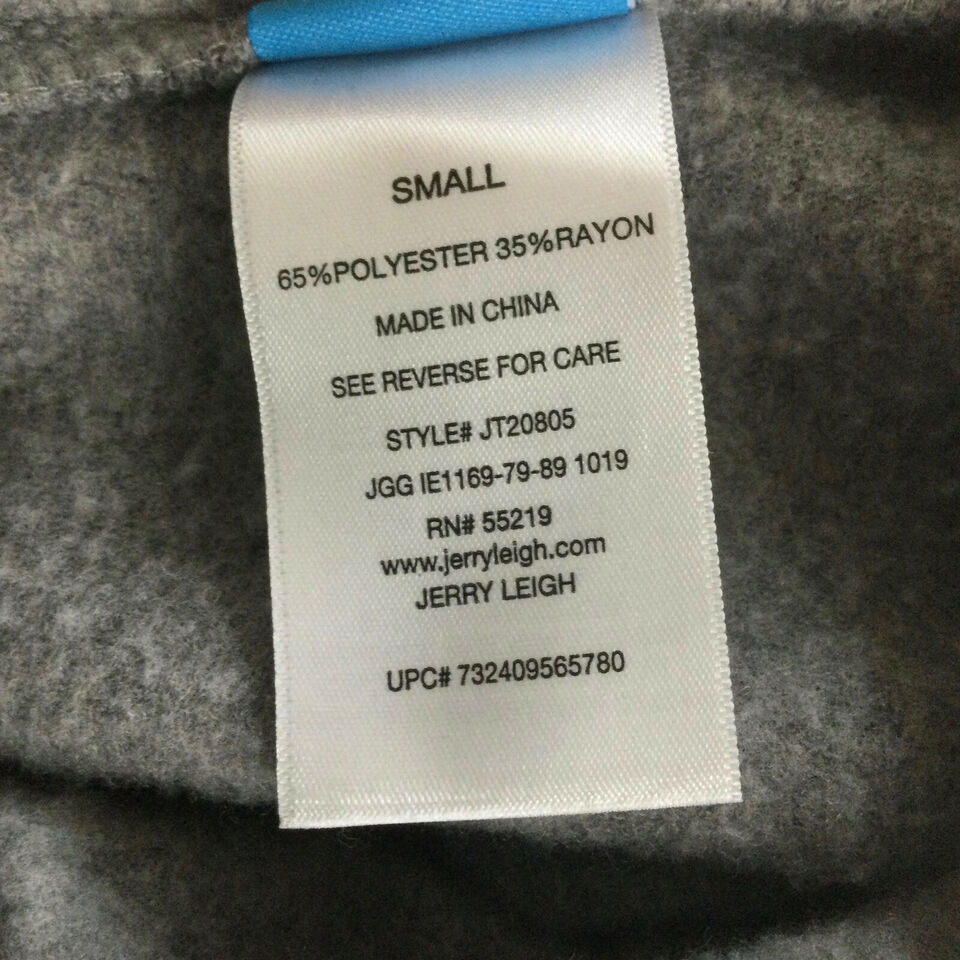 SMALL
65%POLYESTER 35%RAYON
MADE IN CHINA
SEE REVERSE FOR CARE
STYLE# JT20805
JGG IE1169-79-89 1019
RN# 55219
www.jerryleigh.com
JERRY LEIGH
UPC# 732409565780